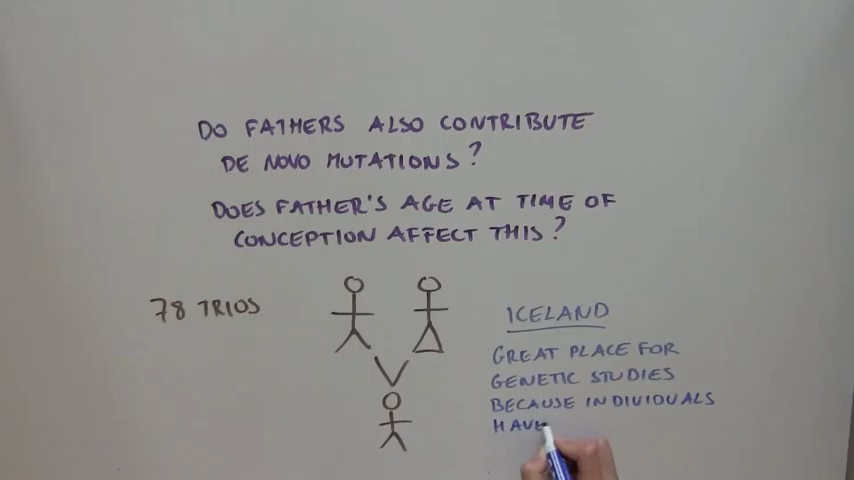 DO FATHERS ALSO CONTRIBUTE
DE NOVO MUTATIONS?
DOES FATHER'S AGE AT TIME OF
CONCEPTION AFFECT THIS?
78 TRIOS
ICELAND
GREAT PLACE FOR
GENETIC STUDIES
BECAUSE INDIVIDUALS
HAVE